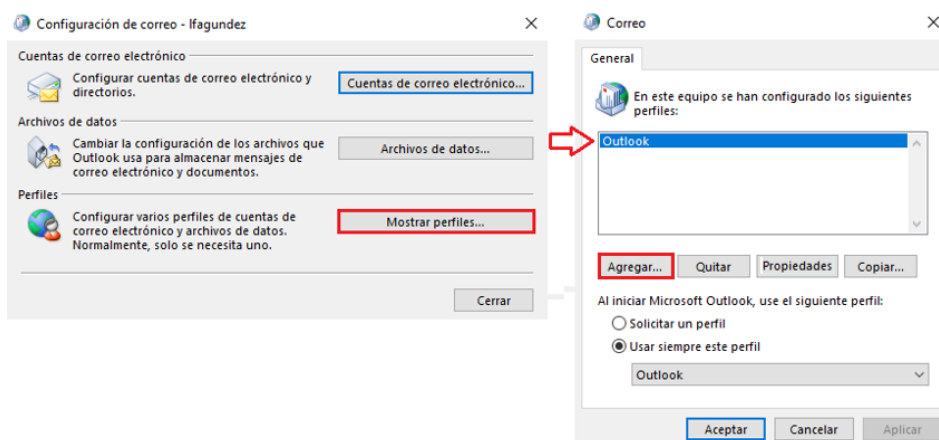 Configuración de correo - lfagundez
Cuentas de correo electrónico
Configurar cuentas de correo electrónico y
directorios.
Cuentas de correo electrónico...
Archivos de datos
Cambiar la configuración de los archivos que
Outlook usa para almacenar mensajes de
correo electrónico y documentos.
Archivos de datos...
Perfiles
Configurar varios perfiles de cuentas de
correo electrónico y archivos de datos.
Normalmente, solo se necesita uno.
Mostrar perfiles...
Cerrar
Correo
General
En este equipo se han configurado los siguientes
perfiles:
Outlook
Agregar...
Quitar
Propiedades
Copiar...
Al iniciar Microsoft Outlook, use el siguiente perfil:
Solicitar un perfil
Usar siempre este perfil
Outlook
Aceptar
Cancelar
Aplicar